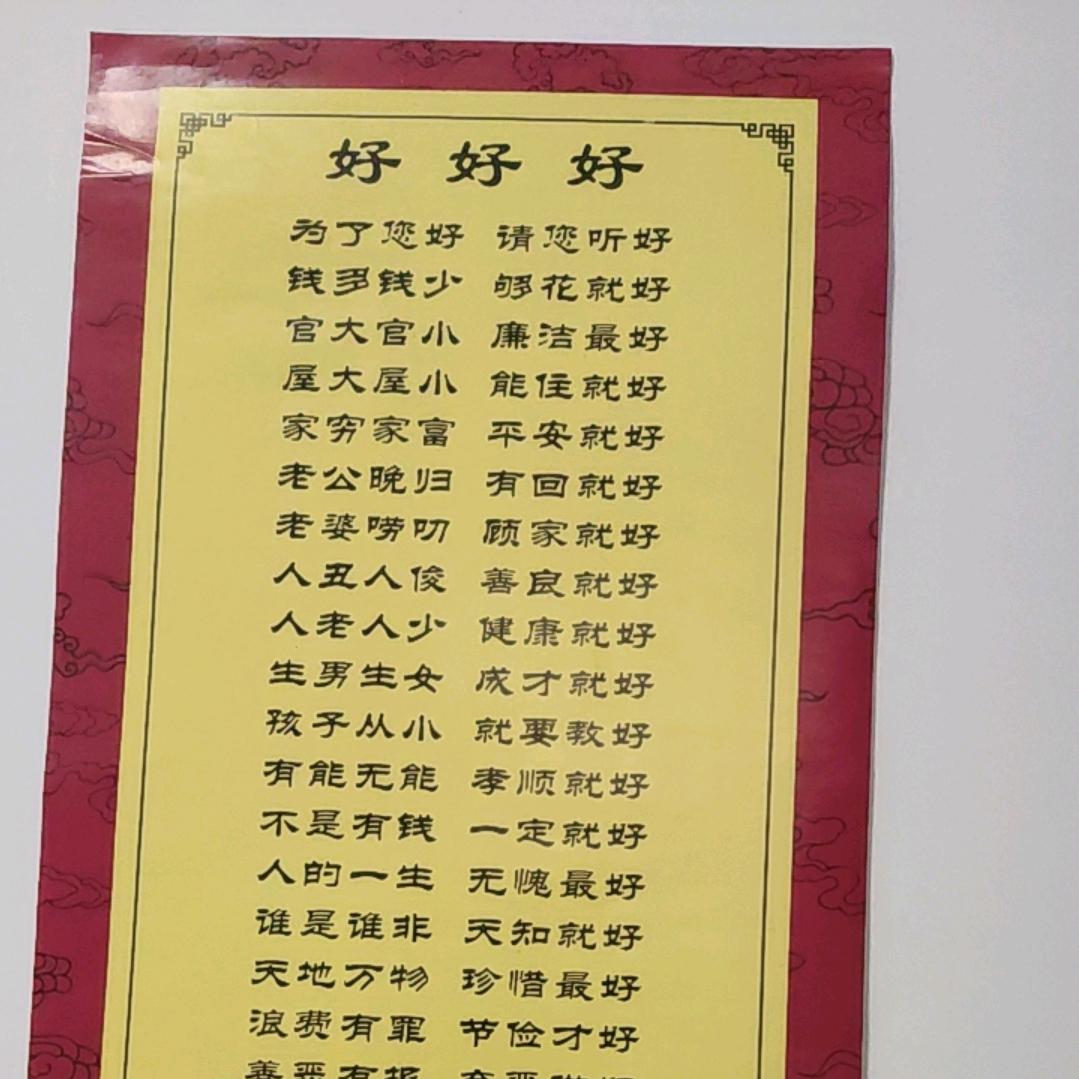 好好好
为了您好 请您听好
钱多钱少 够花就好
官大官小 廉洁最好
屋大屋小 能住就好
家穷家富 平安就好
老公晚归 有回就好
老婆唠叨 顾家就好
人丑人俊 善良就好
人老人少 健康就好
生男生女 成才就好
孩子从小 就要教好
有能无能 孝顺就好
不是有钱 一定就好
人的一生 无愧最好
谁是谁非 天知就好
天地万物 珍惜最好
浪费有罪 节俭才好
善恶有报